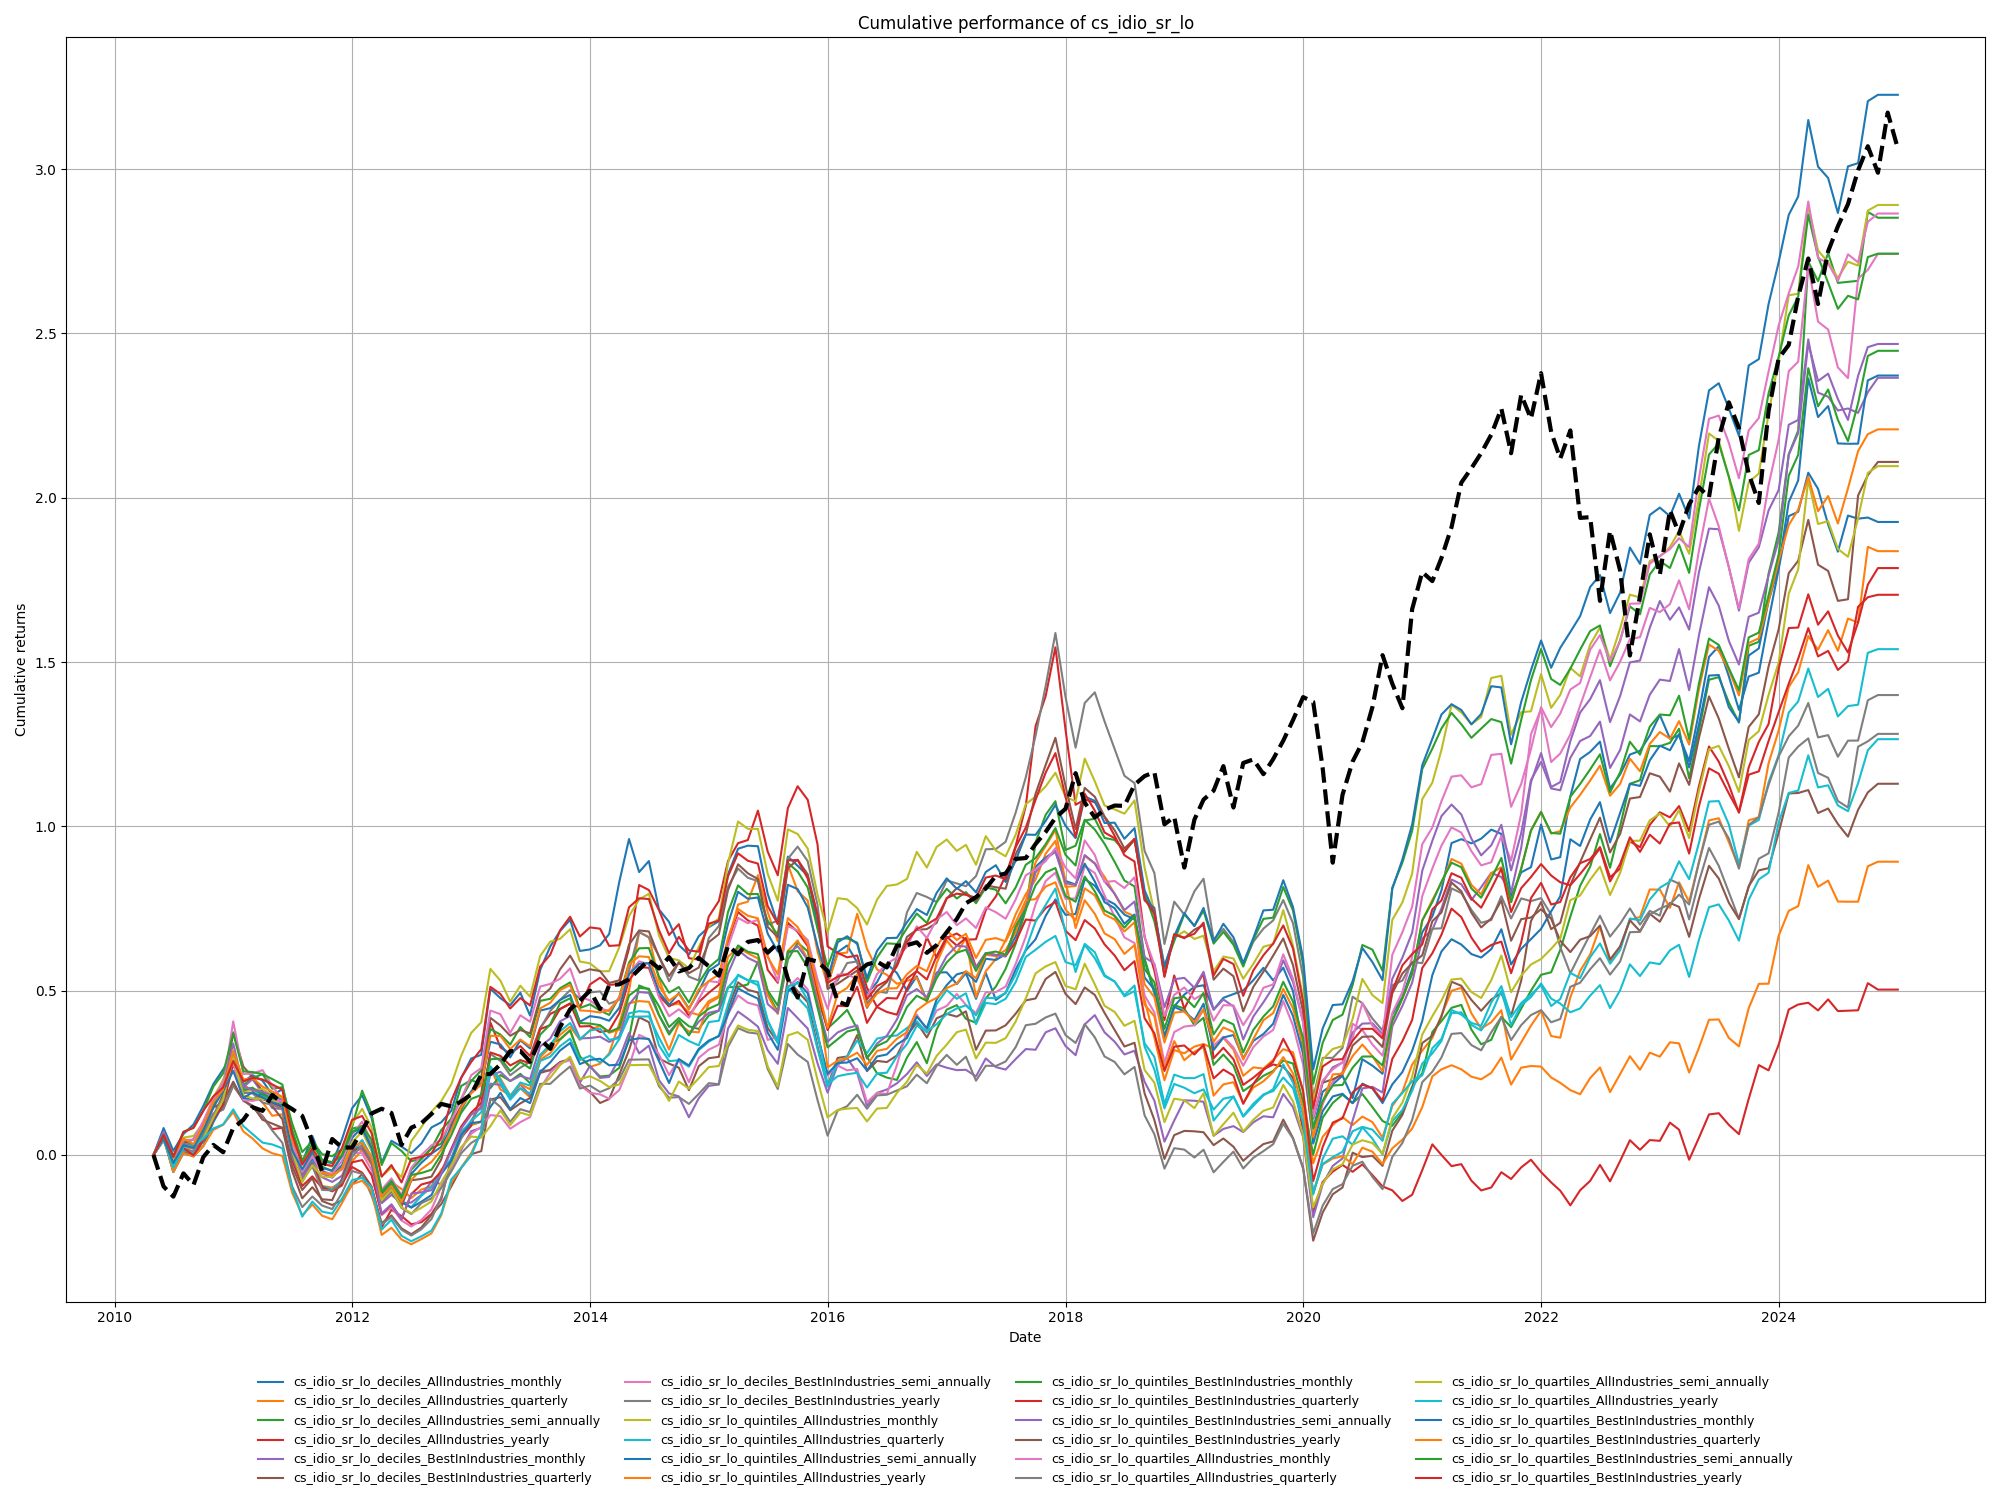 Cumulative performance of cs_idio_sr_lo
3.0
2.5
2.0
1.5
1.0
0.5
0.0
Cumulative returns
2010 2012 2014 2016 2018 2020 2022 2024
Date
cs_idio_sr_lo_deciles_AllIndustries_monthly
cs_idio_sr_lo_deciles_AllIndustries_quarterly
cs_idio_sr_lo_deciles_AllIndustries_semi_annually
cs_idio_sr_lo_deciles_AllIndustries_yearly
cs_idio_sr_lo_deciles_BestInIndustries_monthly
cs_idio_sr_lo_deciles_BestInIndustries_quarterly
cs_idio_sr_lo_deciles_BestInIndustries_semi_annually
cs_idio_sr_lo_deciles_BestInIndustries_yearly
cs_idio_sr_lo_quintiles_AllIndustries_monthly
cs_idio_sr_lo_quintiles_AllIndustries_quarterly
cs_idio_sr_lo_quintiles_AllIndustries_semi_annually
cs_idio_sr_lo_quintiles_AllIndustries_yearly
cs_idio_sr_lo_quintiles_BestInIndustries_monthly
cs_idio_sr_lo_quintiles_BestInIndustries_quarterly
cs_idio_sr_lo_quintiles_BestInIndustries_semi_annually
cs_idio_sr_lo_quintiles_BestInIndustries_yearly
cs_idio_sr_lo_quartiles_AllIndustries_monthly
cs_idio_sr_lo_quartiles_AllIndustries_quarterly
cs_idio_sr_lo_quartiles_AllIndustries_semi_annually
cs_idio_sr_lo_quartiles_AllIndustries_yearly
cs_idio_sr_lo_quartiles_BestInIndustries_monthly
cs_idio_sr_lo_quartiles_BestInIndustries_quarterly
cs_idio_sr_lo_quartiles_BestInIndustries_semi_annually
cs_idio_sr_lo_quartiles_BestInIndustries_yearly